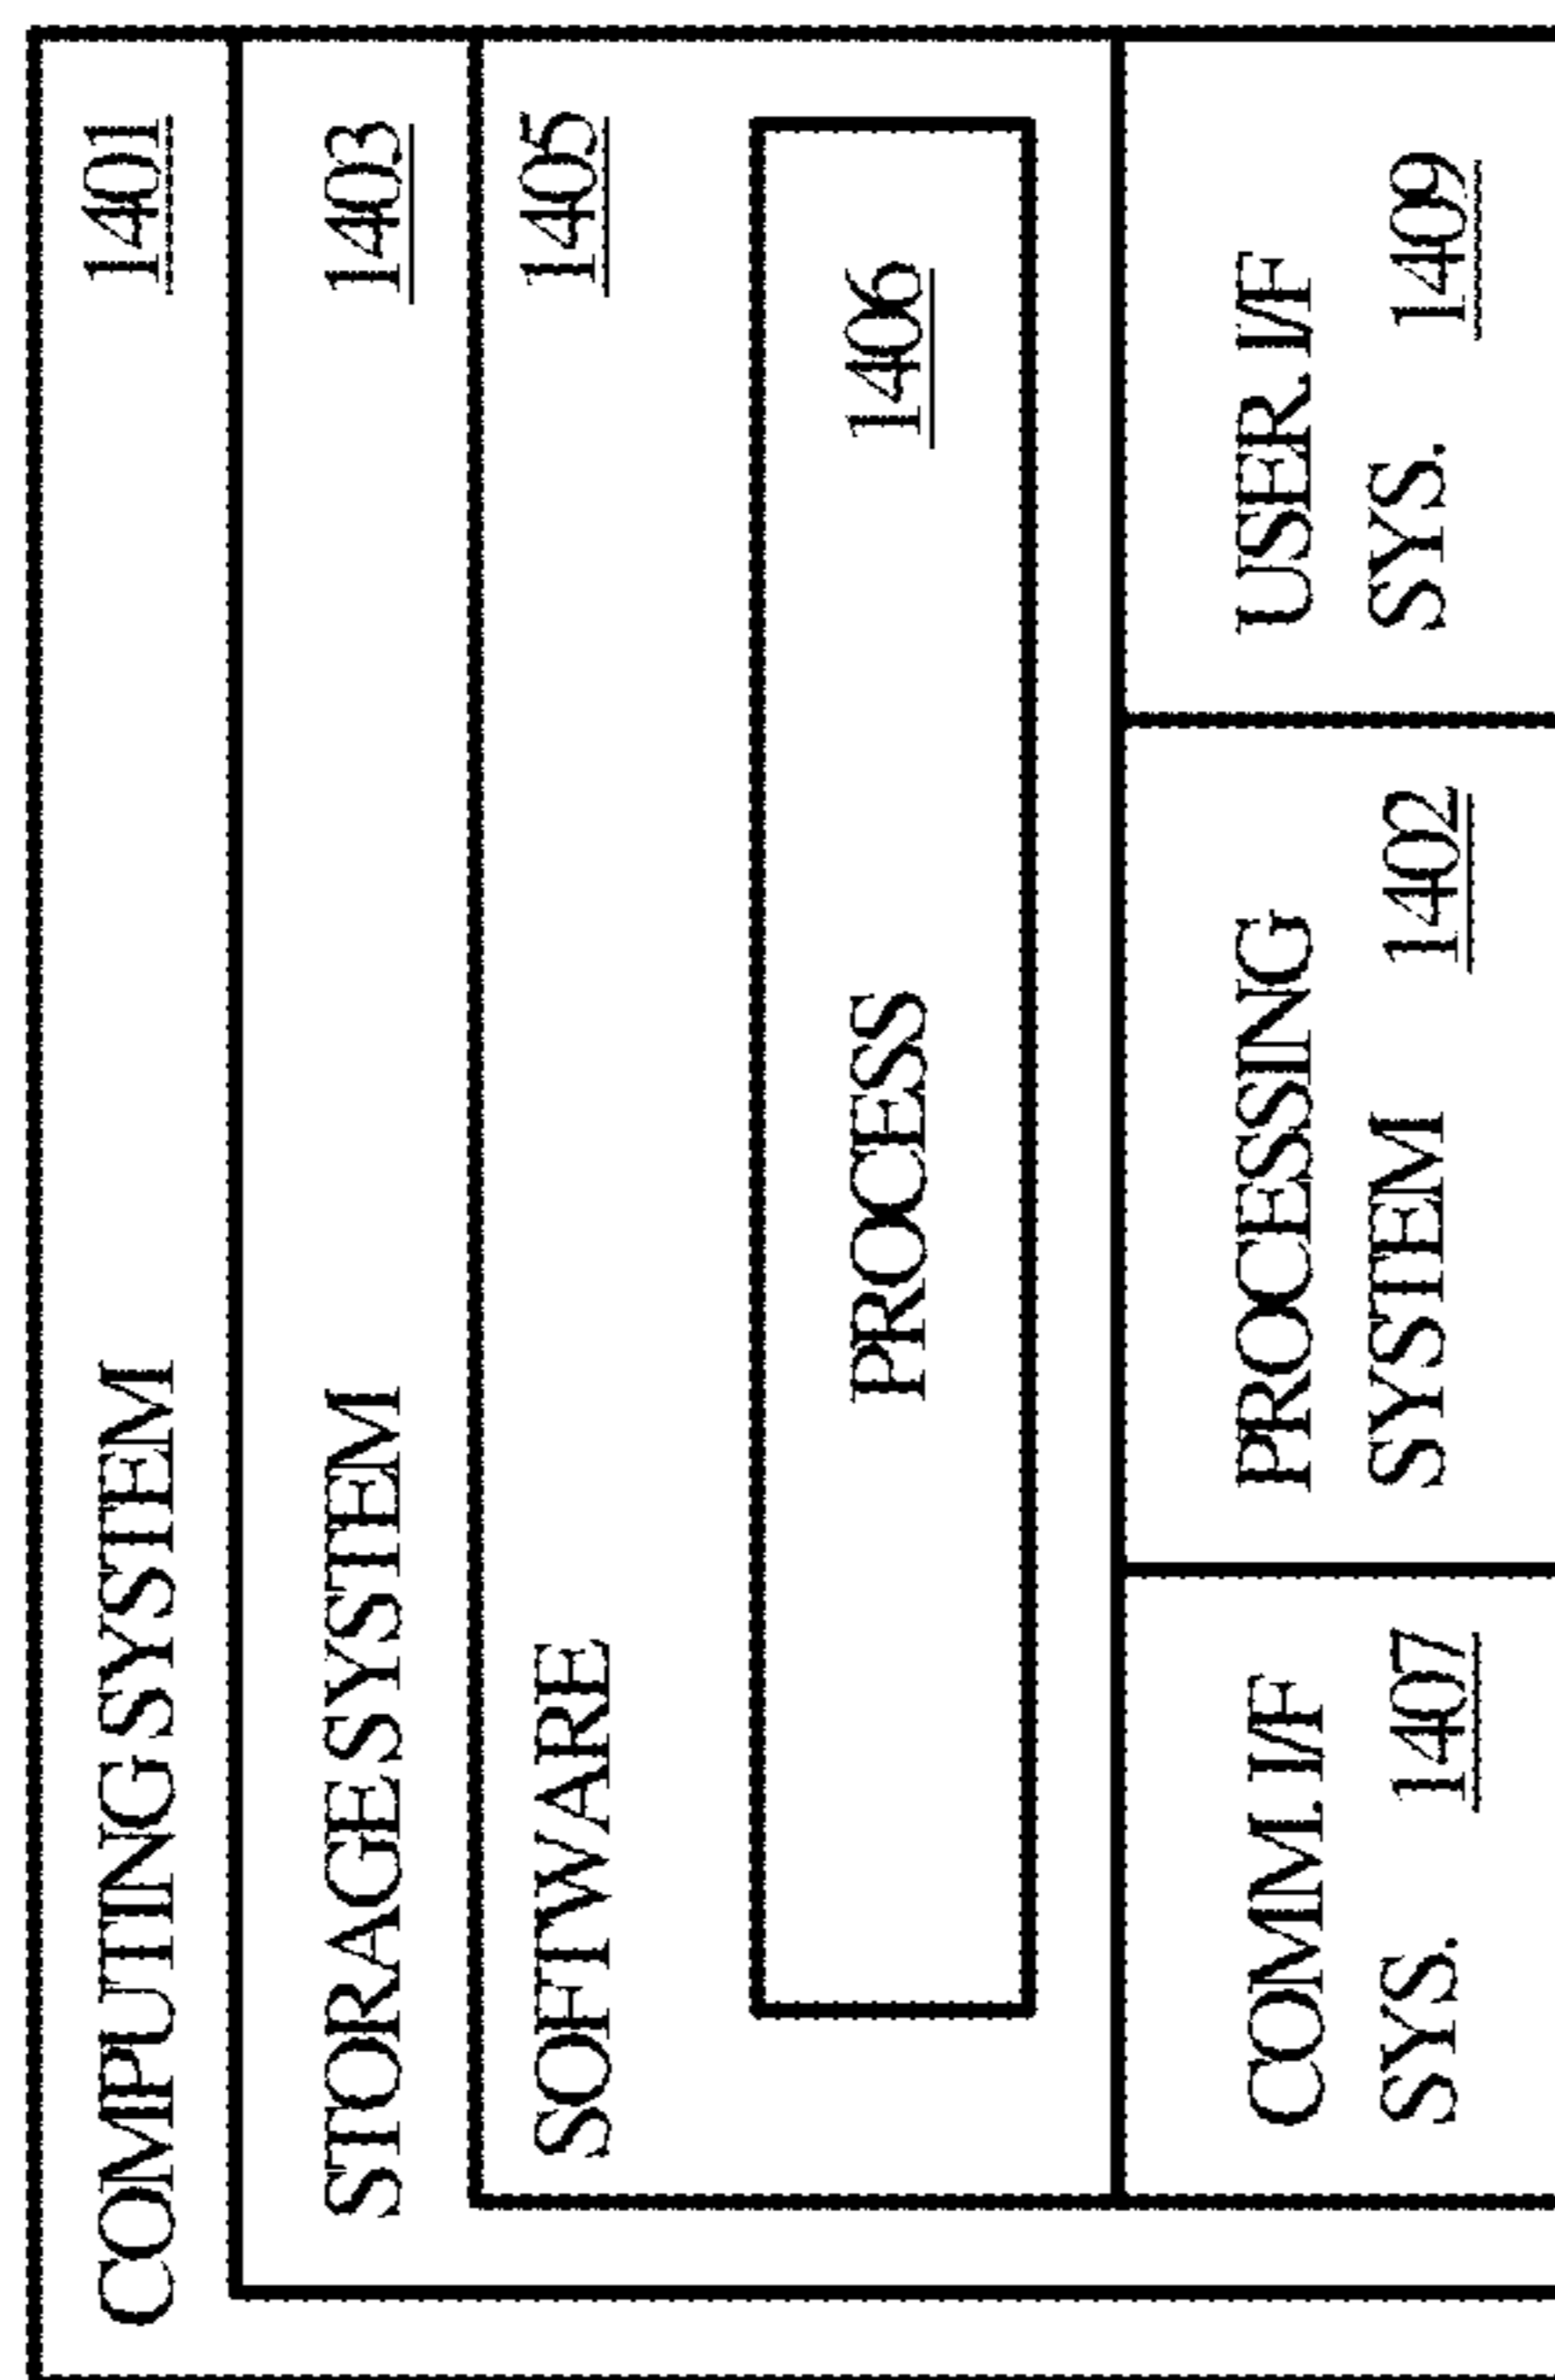 COMPUTING SYSTEM 1401
STORAGE SYSTEM 1403
SOFTWARE 1405
PROCESS 1406
COMM. I/F
SYS. 1407
PROCESSING
SYSTEM 1402
USER I/F
SYS. 1409